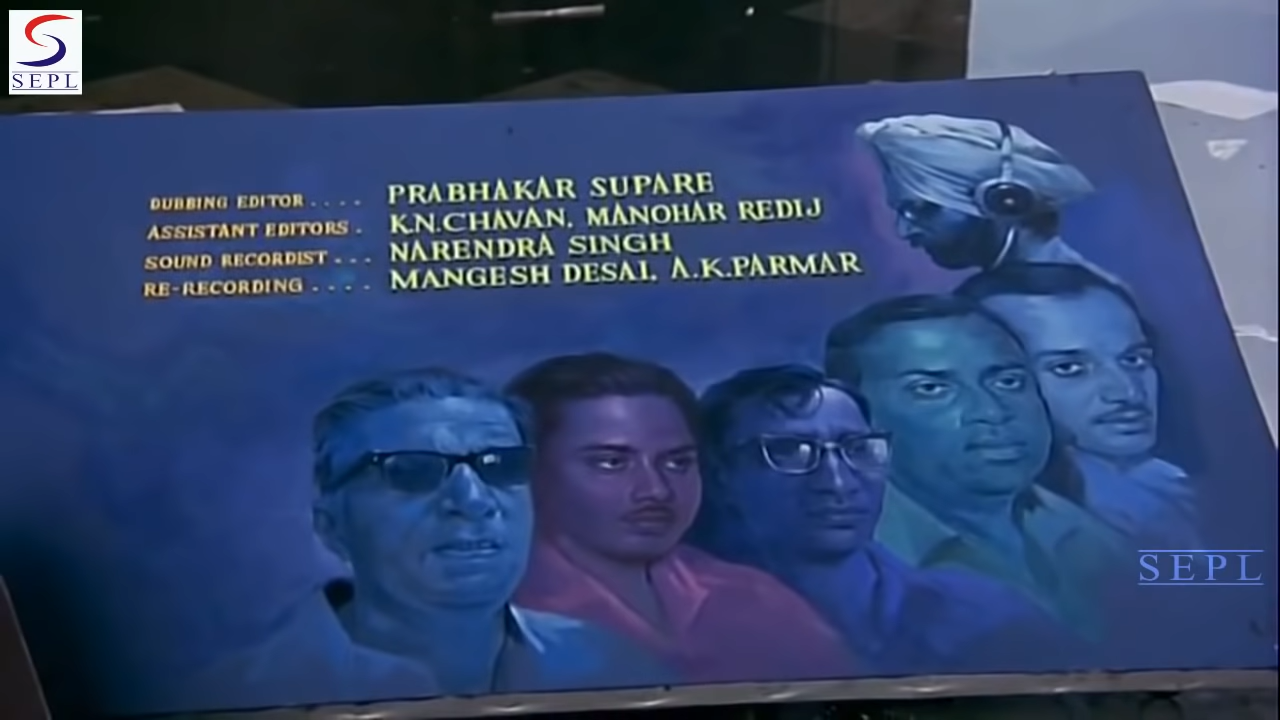 SEPL
DUBBING EDITOR .... PRABHAKAR SUPARE
ASSISTANT EDITORS . K.N.CHAVAN, MANOHAR REDIJ
SOUND RECORDIST ... NARENDRA SINGH
RE-RECORDING .... MANGESH DESAI, A.K.PARMAR
SEPL